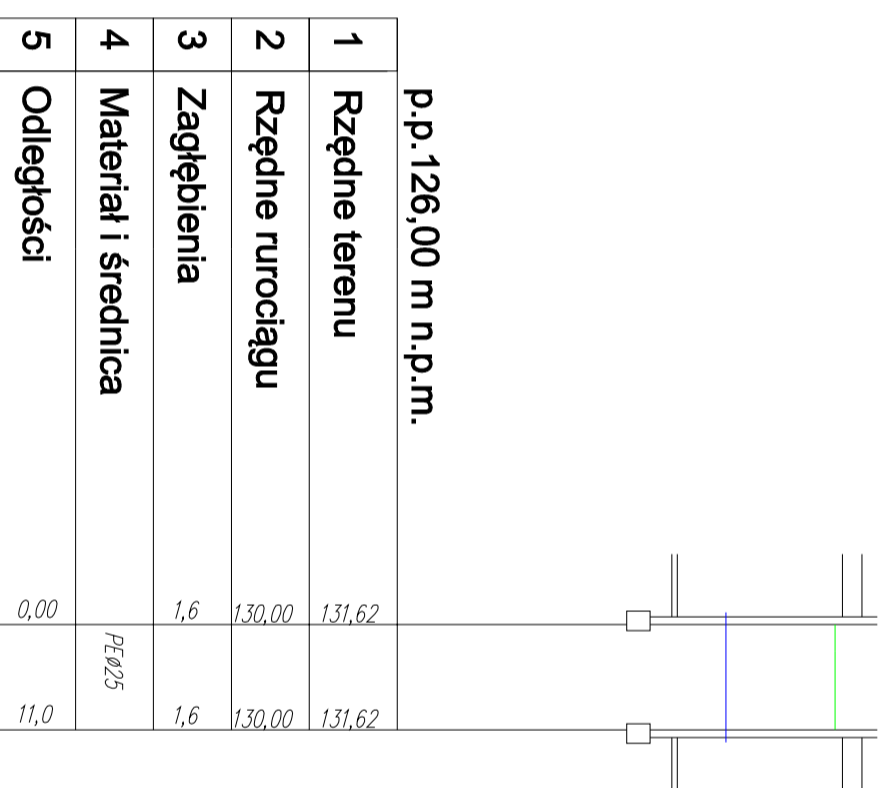 p.p.126,00 m n.p.m.
1 Rzędne terenu 131,62 131,62
2 Rzędne rurociągu 130,00 130,00
3 Zagłębienia 1,6 1,6
4 Materiał i średnica PEø25
5 Odległości 0,00 11,0